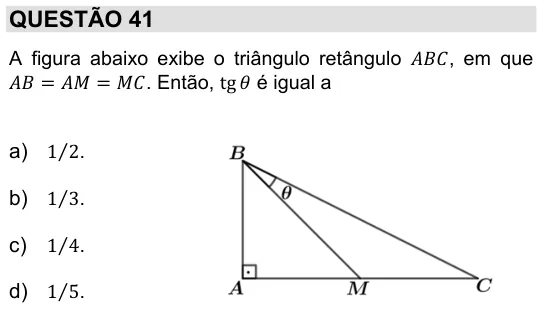 QUESTÃO 41
A figura abaixo exibe o triângulo retângulo ABC, em que
AB = AM = MC. Então, tg θ é igual a
a) 1/2.
b) 1/3.
c) 1/4.
d) 1/5.
B
θ
A
M
C